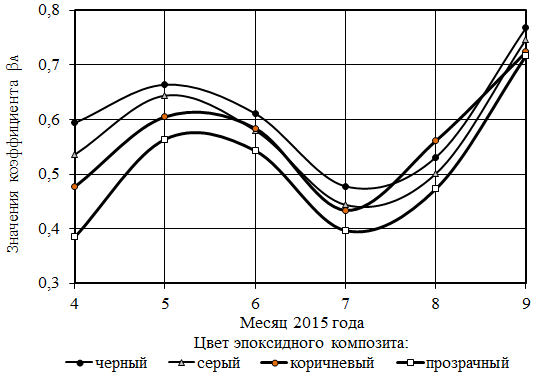 Значения коэффициента βА
0,8
0,7
0,6
0,5
0,4
0,3
4 5 6 7 8 9
Месяц 2015 года
Цвет эпоксидного композита:
черный серый коричневый прозрачный